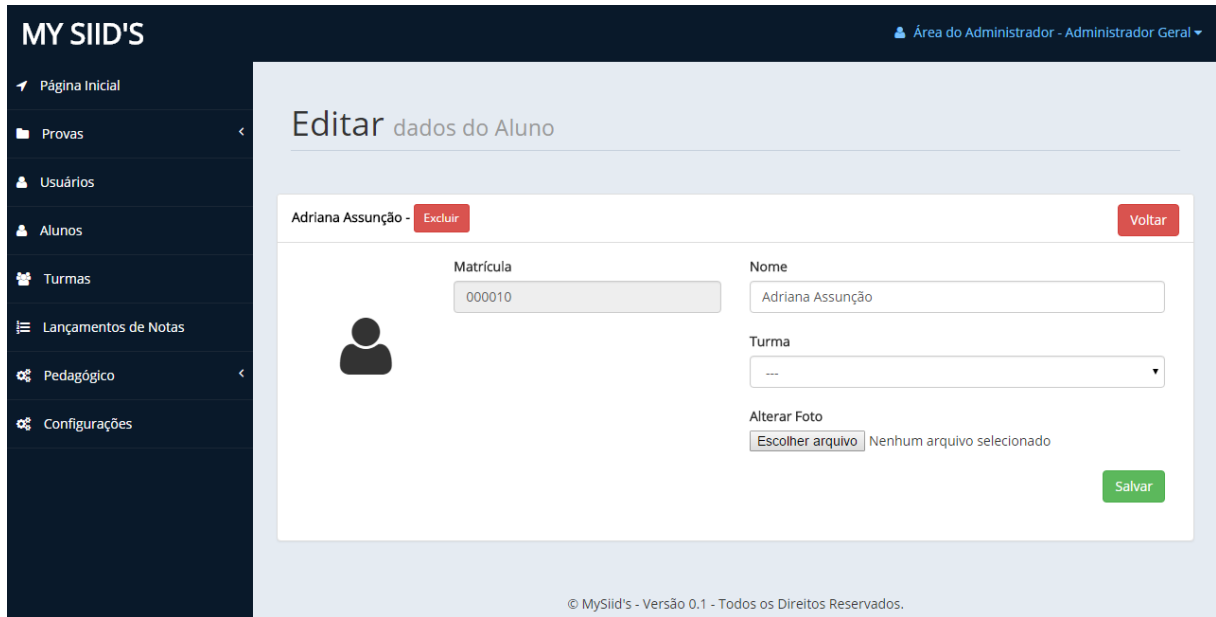 MY SIID'S
Área do Administrador - Administrador Geral
Página Inicial
Provas
Usuários
Alunos
Turmas
Lançamentos de Notas
Pedagógico
Configurações
Editar dados do Aluno
Adriana Assunção - Excluir
Voltar
Matrícula
000010
Nome
Adriana Assunção
Turma
---
Alterar Foto
Escolher arquivo Nenhum arquivo selecionado
Salvar
© MySiid's - Versão 0.1 - Todos os Direitos Reservados.